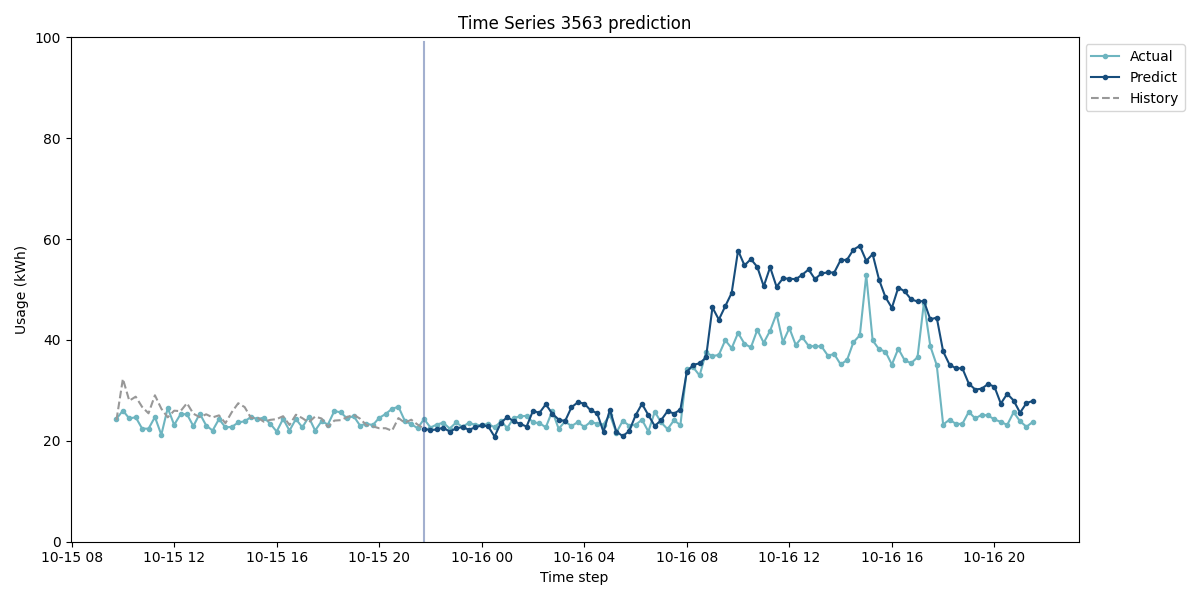 Time Series 3563 prediction
100
80
60
40
20
0
Usage (kWh)
10-15 08
10-15 12
10-15 16
10-15 20
10-16 00
10-16 04
10-16 08
10-16 12
10-16 16
10-16 20
Time step
Actual
Predict
History